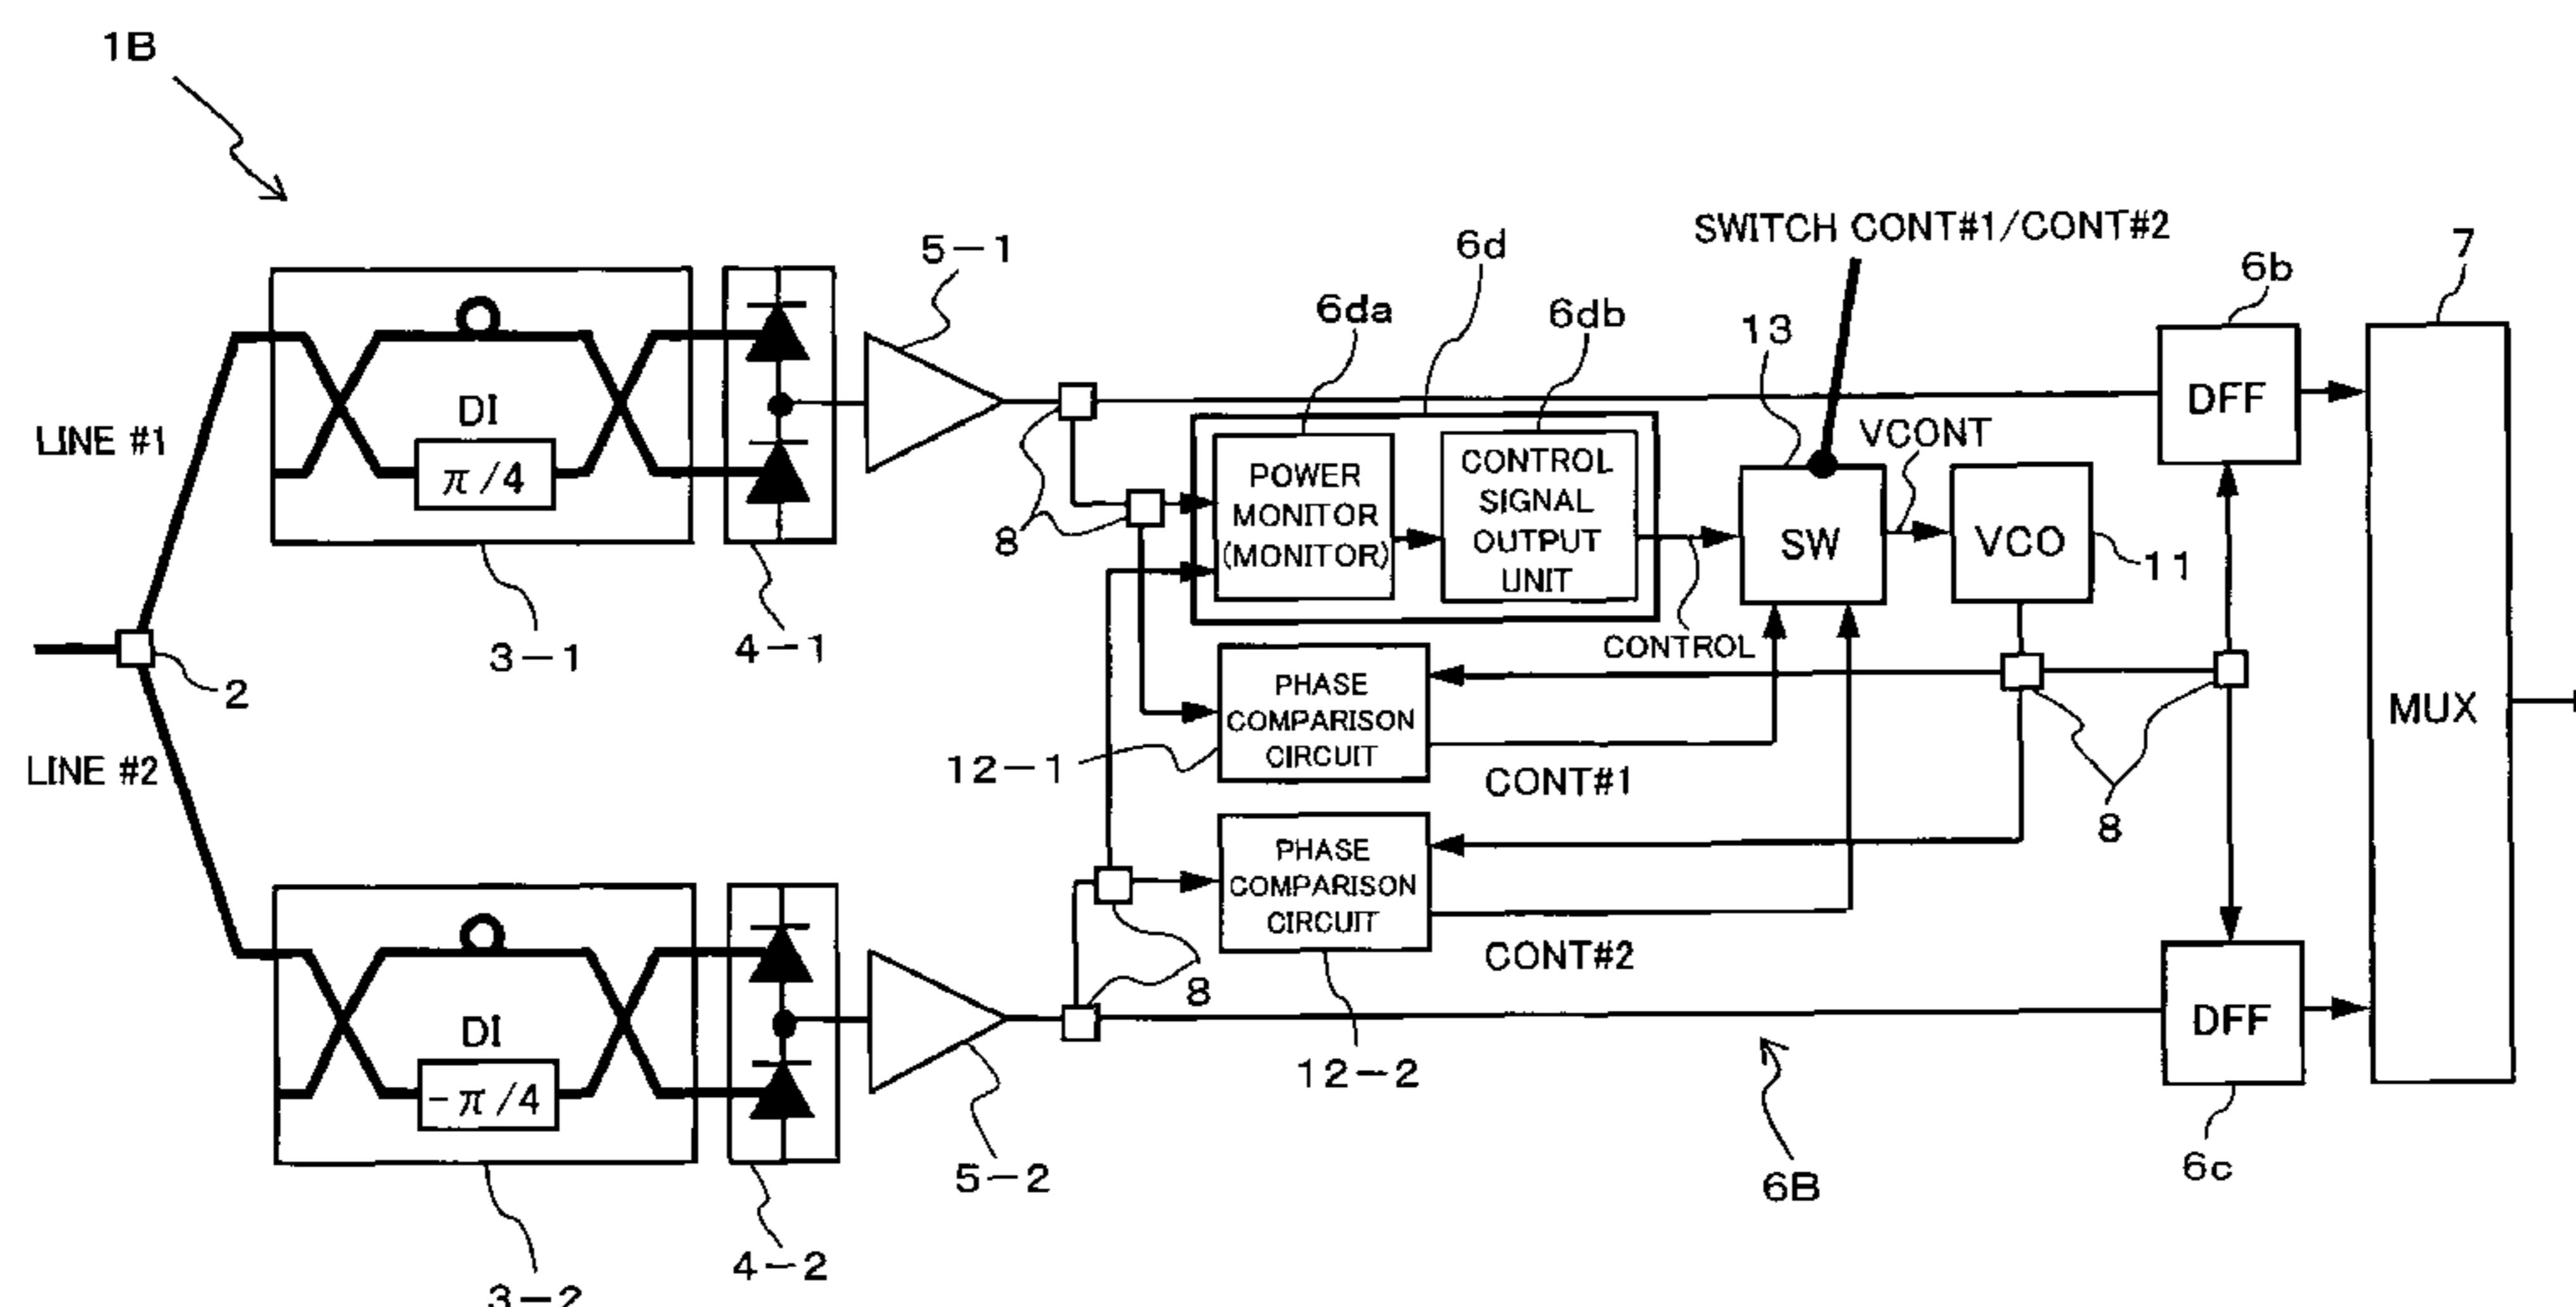 1B
SWITCH CONT#1/CONT#2
5-1
6d
6b
7
6da
6db
13
LINE #1
DI
π/4
DFF
VCONT
POWER
MONITOR
(MONITOR)
CONTROL
SIGNAL
OUTPUT
UNIT
SW
VCO
11
8
CONTROL
3-1
4-1
2
PHASE
COMPARISON
CIRCUIT
MUX
12-1
CONT#1
LINE #2
8
PHASE
COMPARISON
CIRCUIT
CONT#2
8
DI
-π/4
DFF
12-2
5-2
6B
6c
4-2
3-2